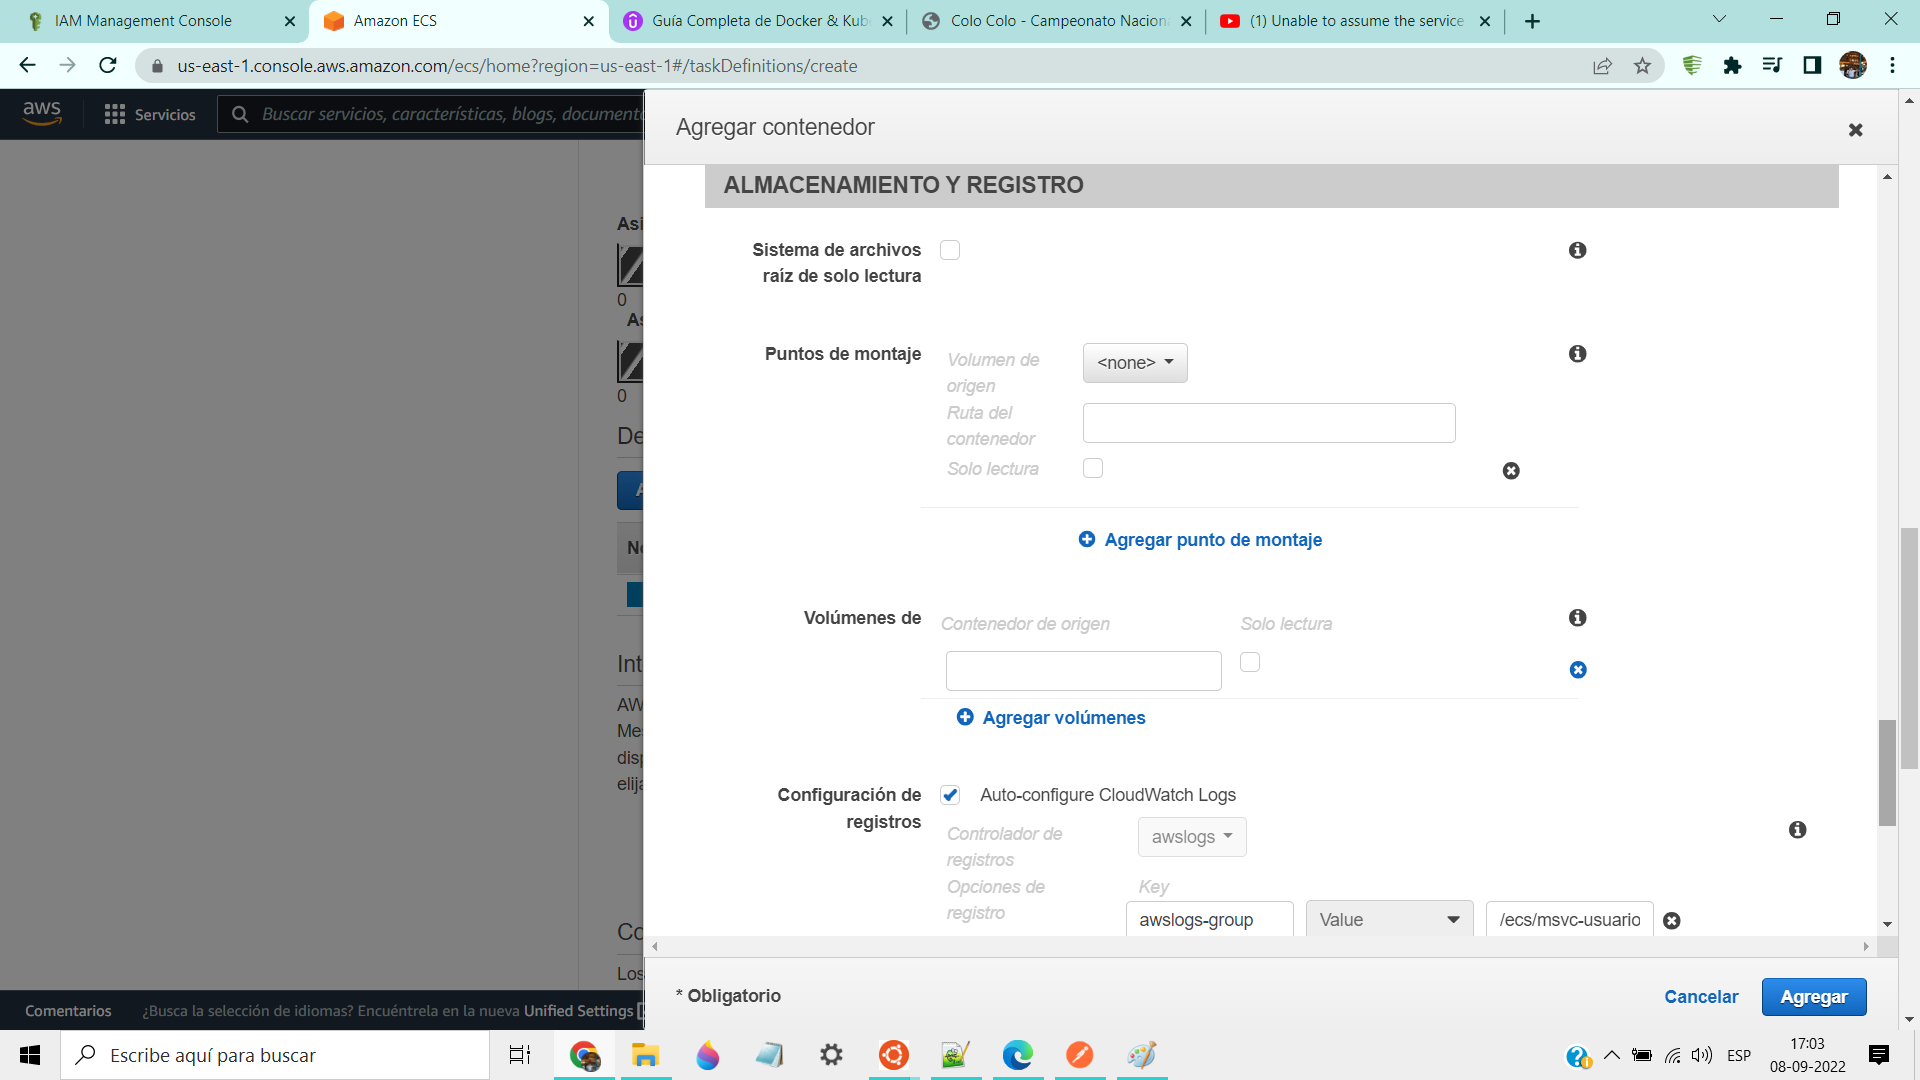 IAM Management Console
Amazon ECS
Guía Completa de Docker & Kub
Colo Colo - Campeonato Nacion
(1) Unable to assume the service
us-east-1.console.aws.amazon.com/ecs/home?region=us-east-1#/taskDefinitions/create
aws
Servicios
Buscar servicios, características, blogs, documento
Agregar contenedor
ALMACENAMIENTO Y REGISTRO
Asi
0
As
0
De
A
No
Int
AW
Me
disp
elija
Co
Los
Sistema de archivos
raíz de solo lectura
Puntos de montaje
Volumen de
origen
<none>
Ruta del
contenedor
Solo lectura
Agregar punto de montaje
Volúmenes de
Contenedor de origen
Solo lectura
Agregar volúmenes
Configuración de
registros
Auto-configure CloudWatch Logs
Controlador de
registros
awslogs
Opciones de
registro
Key
awslogs-group
Value
/ecs/msvc-usuario
* Obligatorio
Cancelar
Agregar
Comentarios
¿Busca la selección de idiomas? Encuéntrela en la nueva Unified Settings
Escribe aquí para buscar
ESP
17:03
08-09-2022